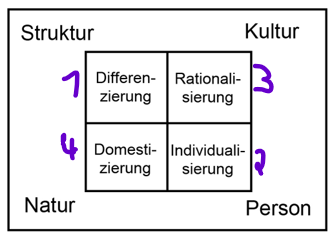 Struktur Kultur
1 Differen- Rationali- 3
zierung sierung
4 Domesti- Individuali- 2
zierung sierung
Natur Person